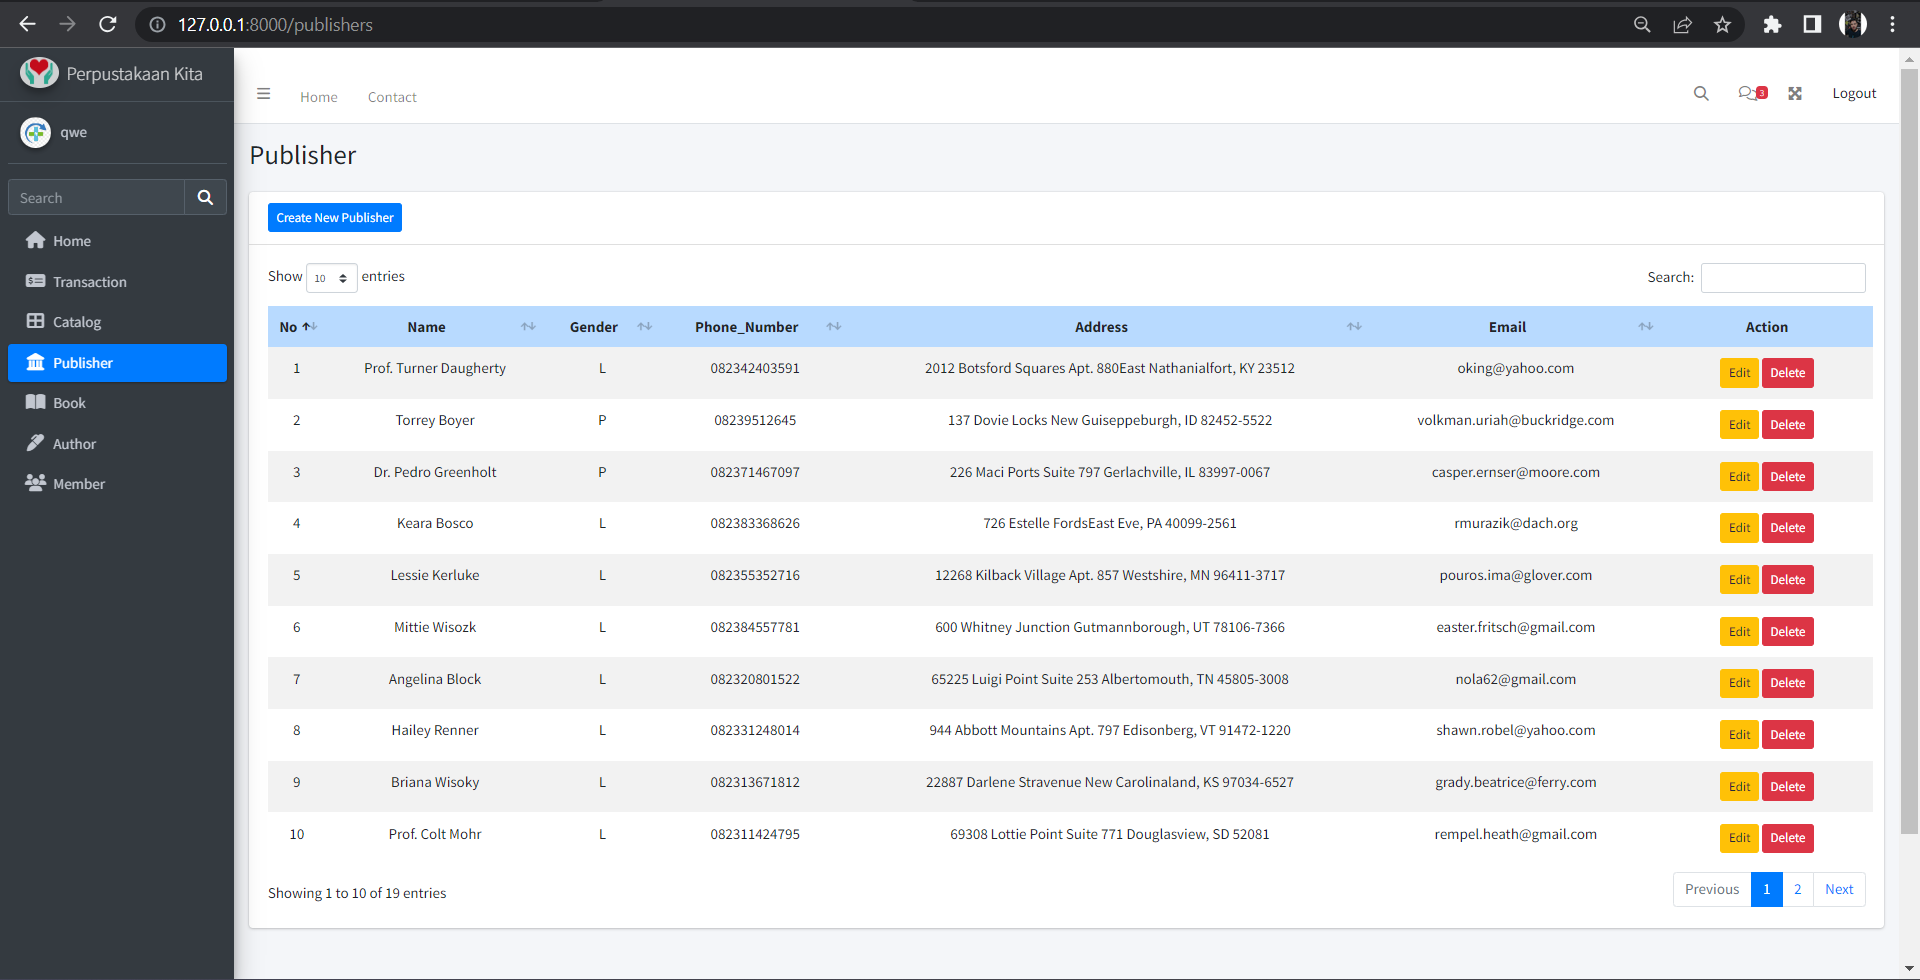 127.0.0.1:8000/publishers
Perpustakaan Kita
qwe
Search
Home
Transaction
Catalog
Publisher
Book
Author
Member
Home Contact 3 Logout
Publisher
Create New Publisher
Show 10 entries Search:
No Name Gender Phone_Number Address Email Action
1 Prof. Turner Daugherty L 082342403591 2012 Botsford Squares Apt. 880East Nathanialfort, KY 23512 oking@yahoo.com Edit Delete
2 Torrey Boyer P 08239512645 137 Dovie Locks New Guiseppeburgh, ID 82452-5522 volkman.uriah@buckridge.com Edit Delete
3 Dr. Pedro Greenholt P 082371467097 226 Maci Ports Suite 797 Gerlachville, IL 83997-0067 casper.ernser@moore.com Edit Delete
4 Keara Bosco L 082383368626 726 Estelle FordsEast Eve, PA 40099-2561 rmurazik@dach.org Edit Delete
5 Lessie Kerluke L 082355352716 12268 Kilback Village Apt. 857 Westshire, MN 96411-3717 pouros.ima@glover.com Edit Delete
6 Mittie Wisozk L 082384557781 600 Whitney Junction Gutmannborough, UT 78106-7366 easter.fritsch@gmail.com Edit Delete
7 Angelina Block L 082320801522 65225 Luigi Point Suite 253 Albertomouth, TN 45805-3008 nola62@gmail.com Edit Delete
8 Hailey Renner L 082331248014 944 Abbott Mountains Apt. 797 Edisonberg, VT 91472-1220 shawn.robel@yahoo.com Edit Delete
9 Briana Wisoky L 082313671812 22887 Darlene Stravenue New Carolinaland, KS 97034-6527 grady.beatrice@ferry.com Edit Delete
10 Prof. Colt Mohr L 082311424795 69308 Lottie Point Suite 771 Douglasview, SD 52081 rempel.heath@gmail.com Edit Delete
Showing 1 to 10 of 19 entries Previous 1 2 Next